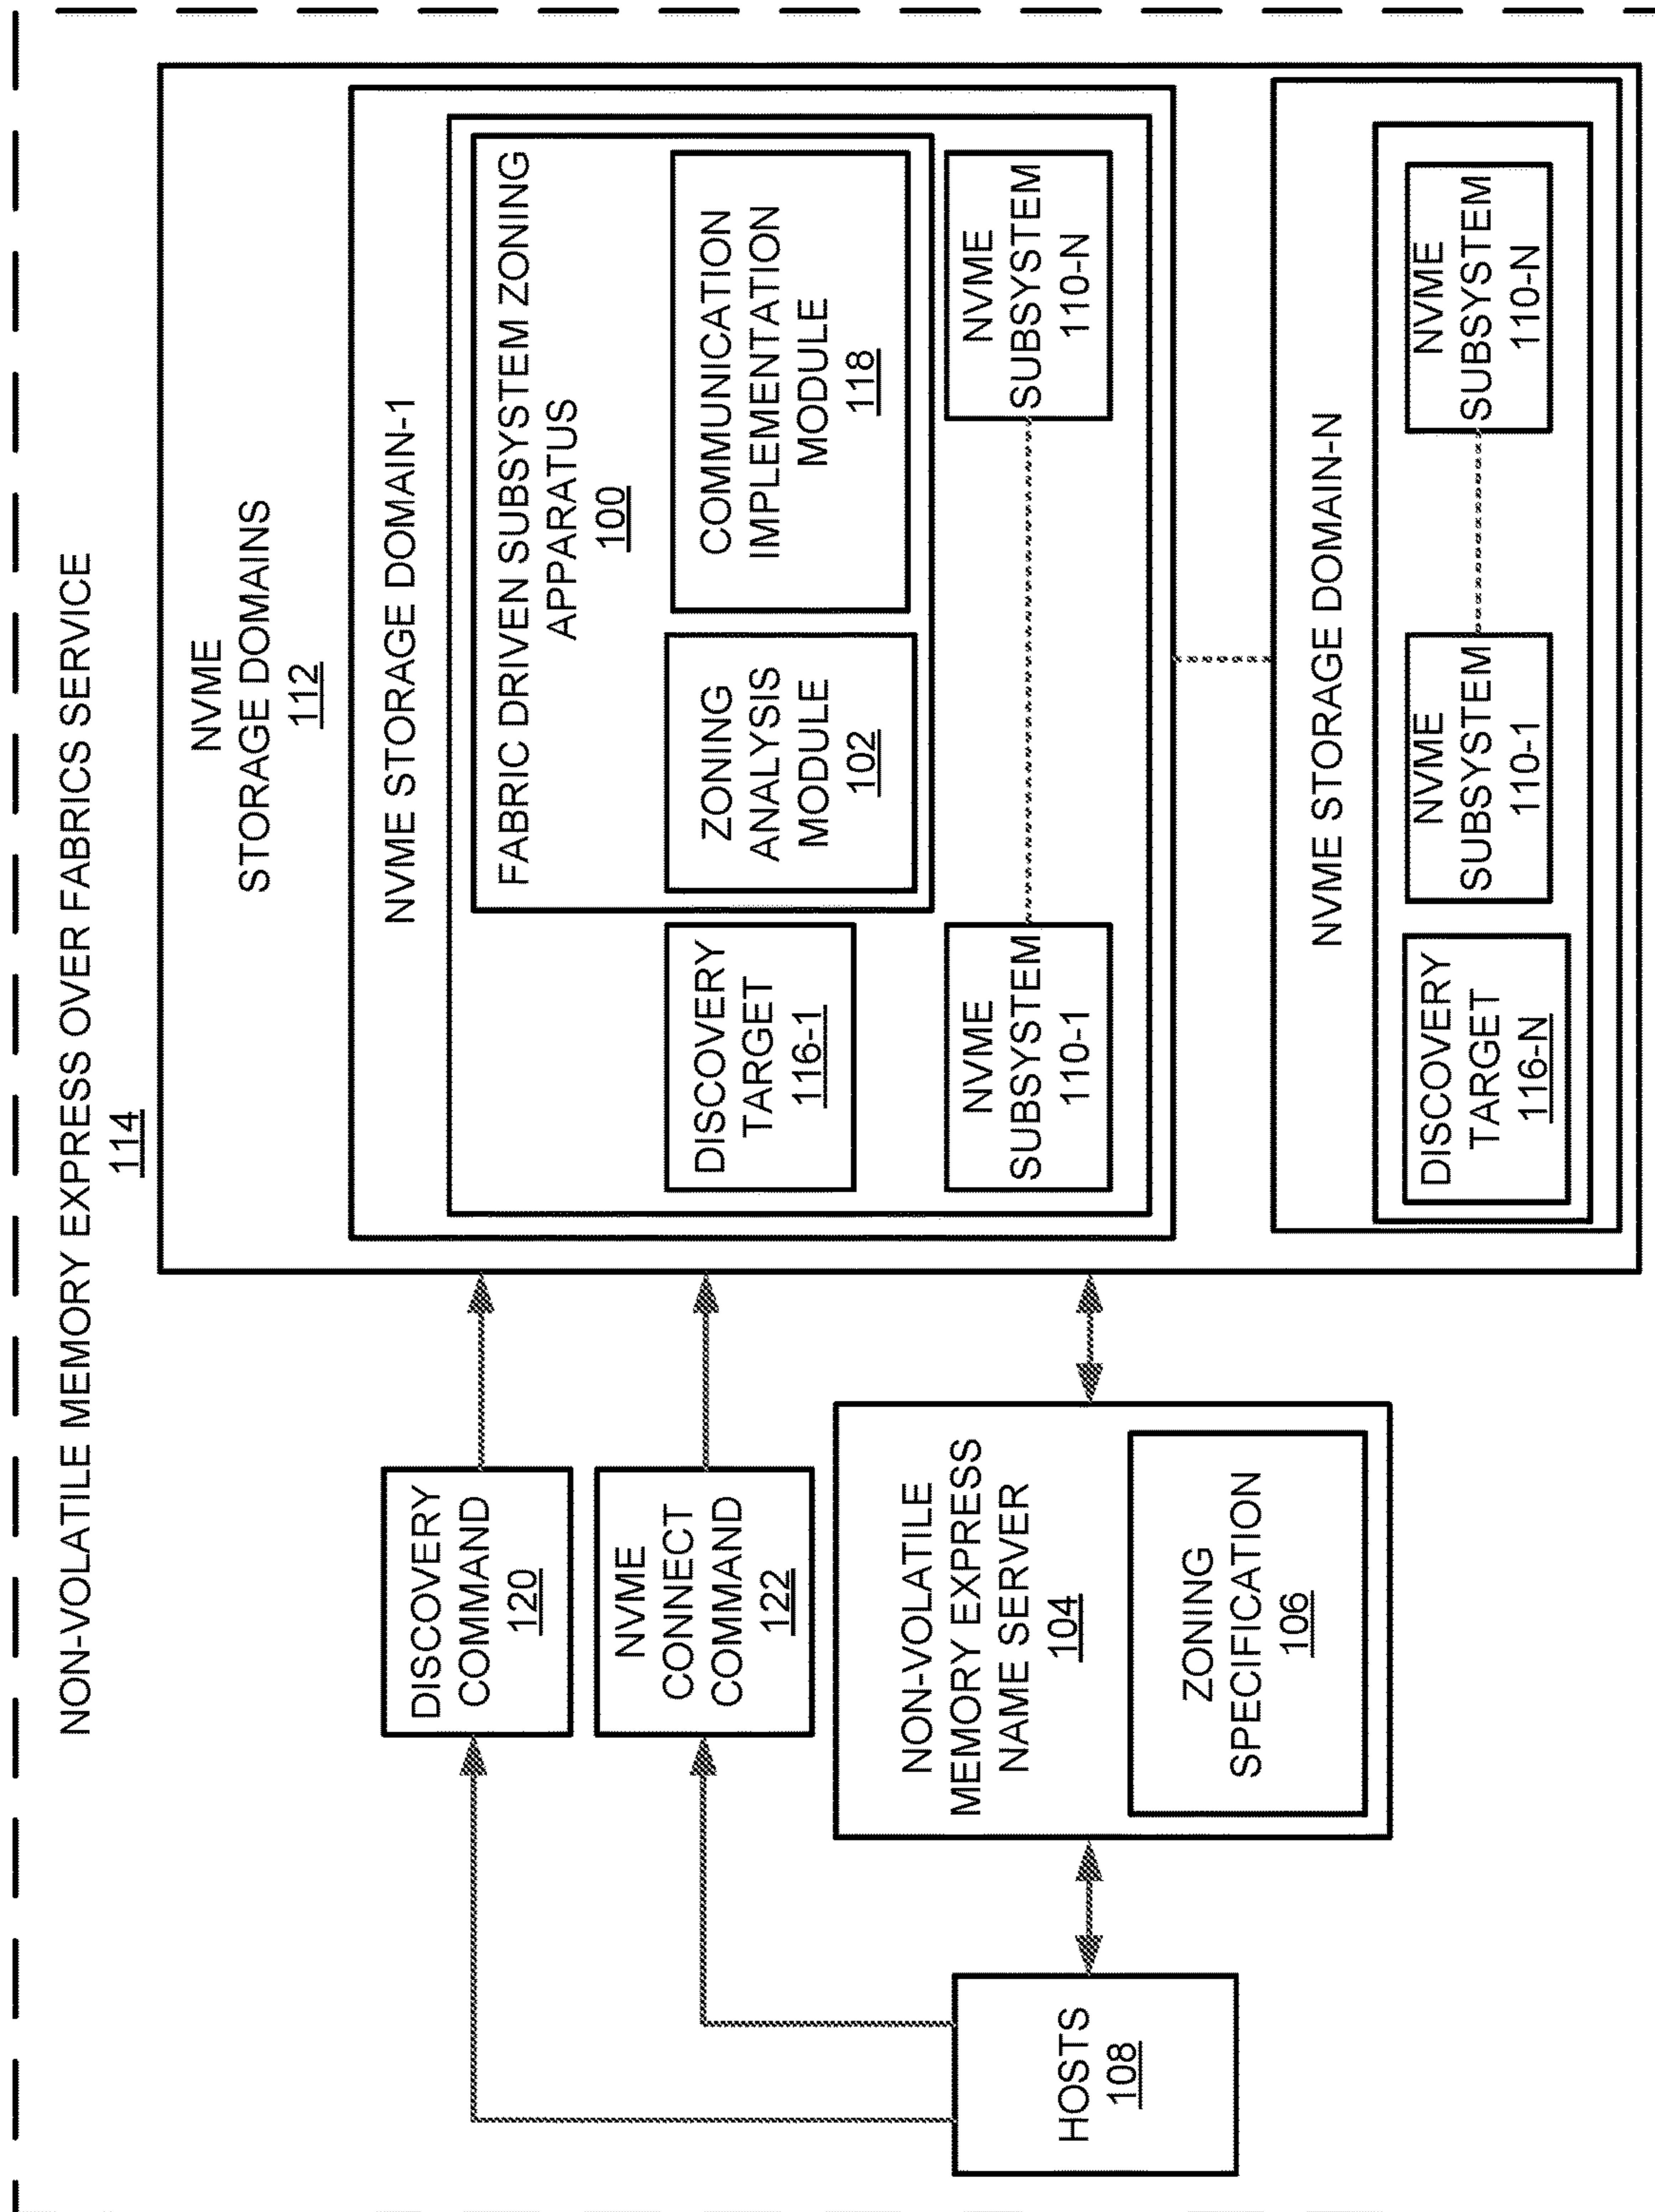 NON-VOLATILE MEMORY EXPRESS OVER FABRICS SERVICE
114
NVME
STORAGE DOMAINS
112
NVME STORAGE DOMAIN-1
FABRIC DRIVEN SUBSYSTEM ZONING
APPARATUS
100
DISCOVERY
TARGET
116-1
ZONING
ANALYSIS
MODULE
102
COMMUNICATION
IMPLEMENTATION
MODULE
118
NVME
SUBSYSTEM
110-1
NVME
SUBSYSTEM
110-N
NVME STORAGE DOMAIN-N
DISCOVERY
TARGET
116-N
NVME
SUBSYSTEM
110-1
NVME
SUBSYSTEM
110-N
DISCOVERY
COMMAND
120
NVME
CONNECT
COMMAND
122
NON-VOLATILE
MEMORY EXPRESS
NAME SERVER
104
ZONING
SPECIFICATION
106
HOSTS
108